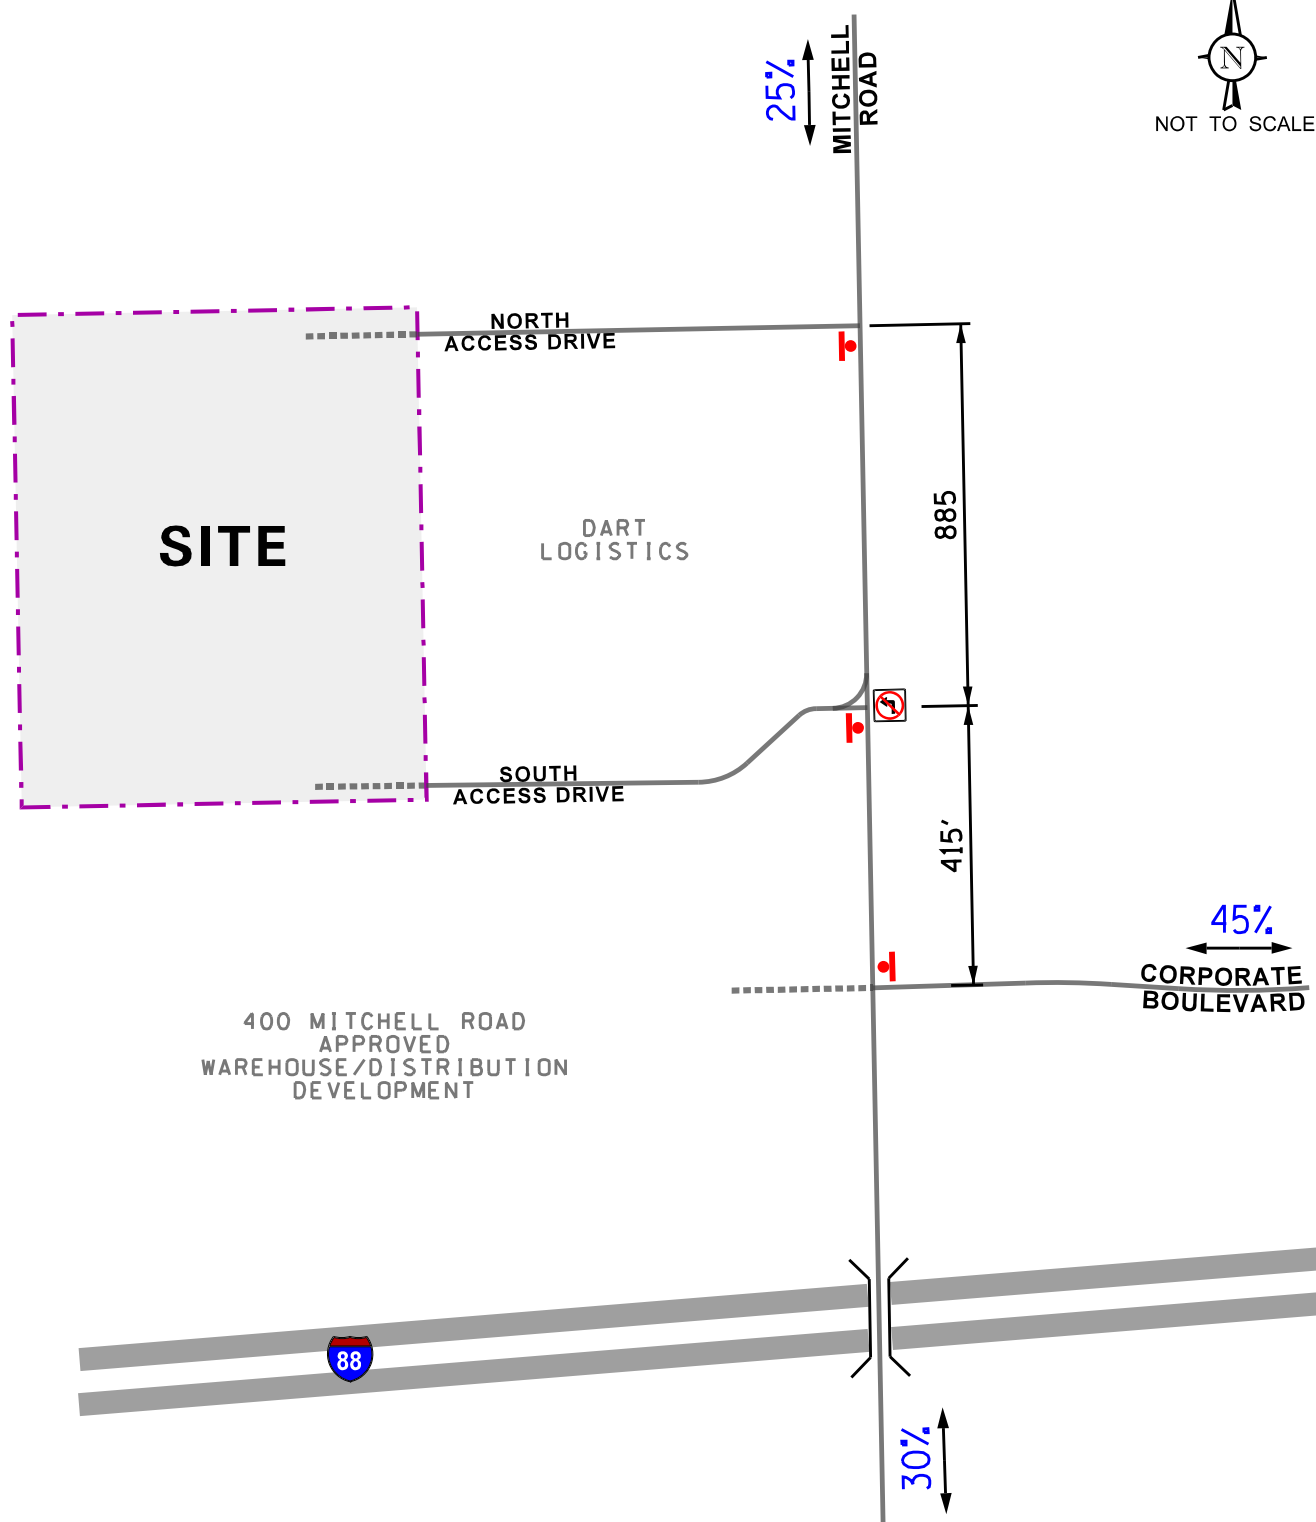 MITCHELL
ROAD
25%
N
NOT TO SCALE
NORTH
ACCESS DRIVE
SITE
DART
LOGISTICS
885
SOUTH
ACCESS DRIVE
415'
45%
CORPORATE
BOULEVARD
400 MITCHELL ROAD
APPROVED
WAREHOUSE/DISTRIBUTION
DEVELOPMENT
88
30%